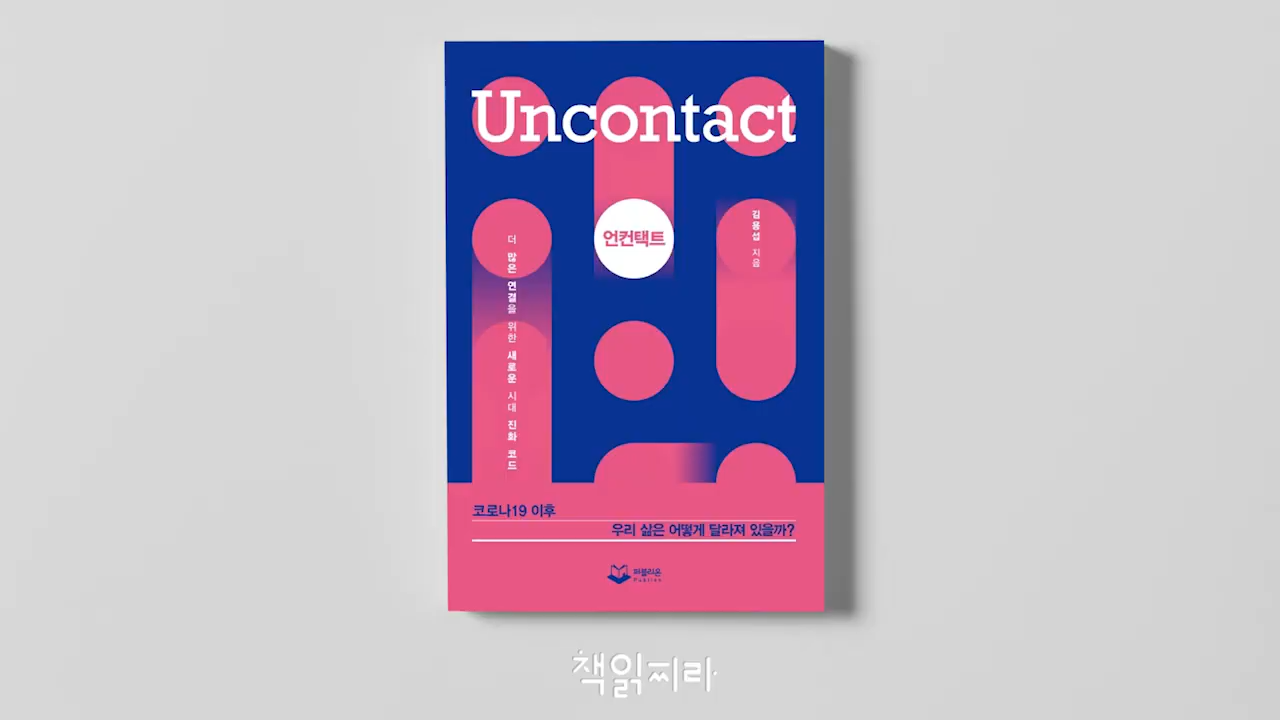 Uncontact
언컨택트
김용섭 지음
더 많은 연결을 위한 새로운 시대 진화 코드
코로나19 이후
우리 삶은 어떻게 달라져 있을까?
퍼블리온
Publion
책읽찌라